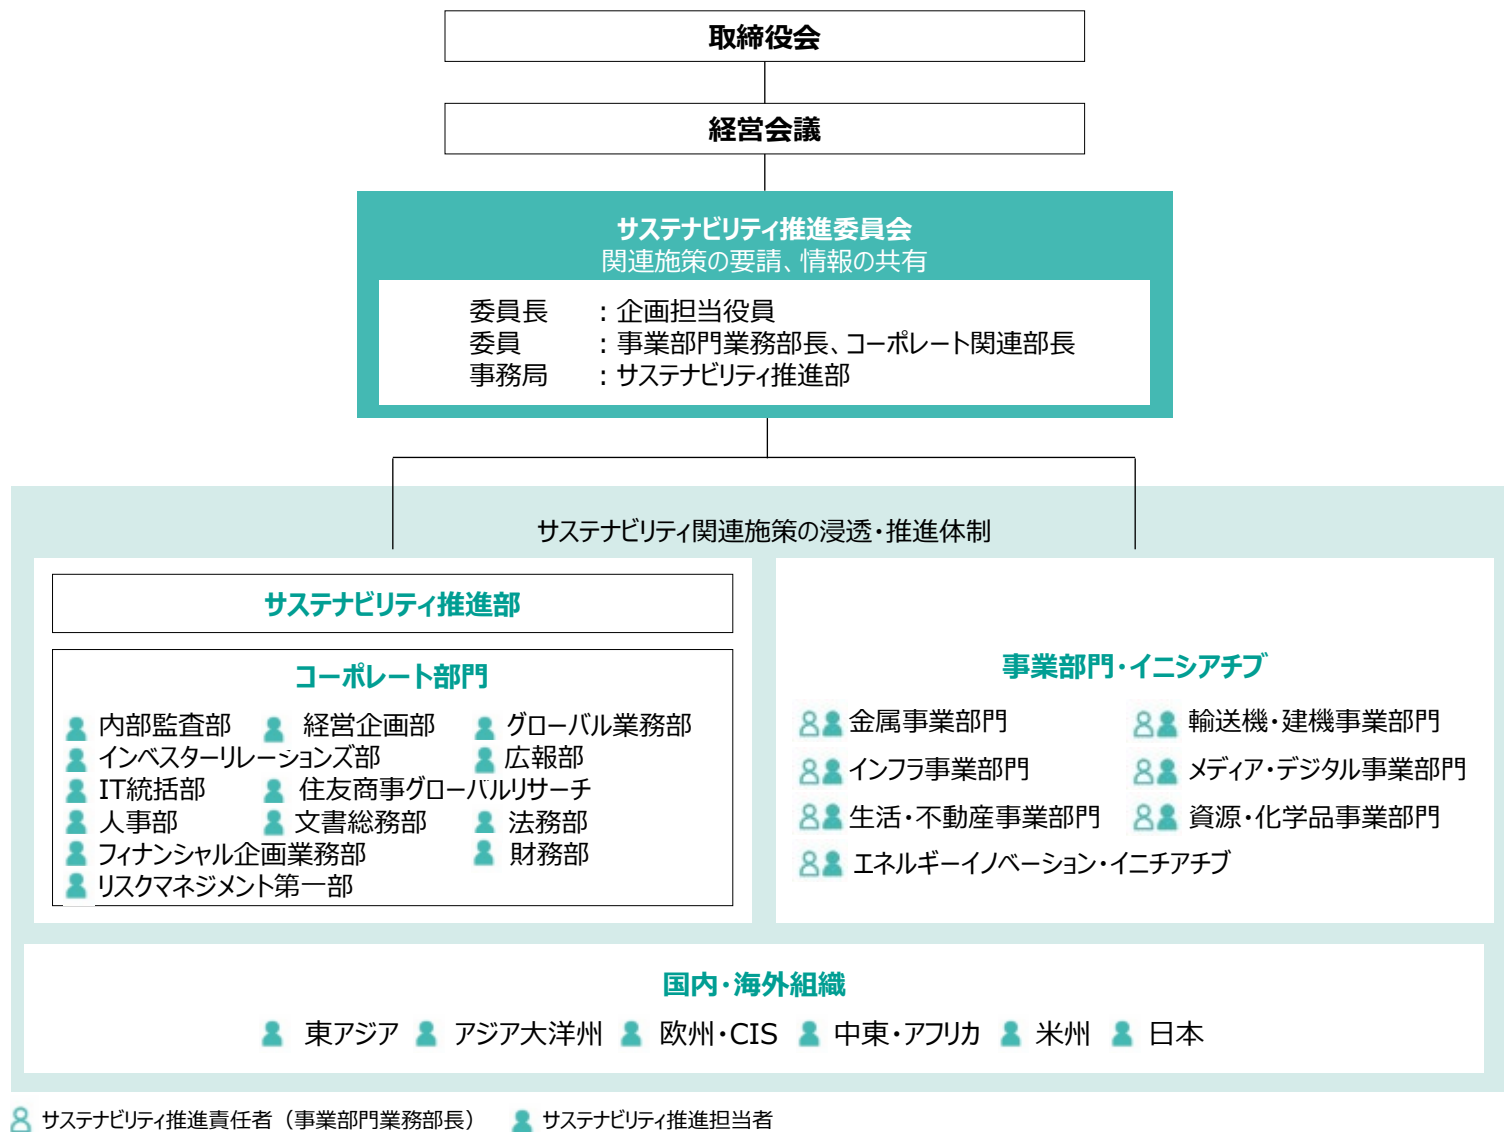 取締役会
経営会議
サステナビリティ推進委員会
関連施策の要請、情報の共有
委員長 ：企画担当役員
委員 ：事業部門業務部長、コーポレート関連部長
事務局 ：サステナビリティ推進部
サステナビリティ関連施策の浸透・推進体制
サステナビリティ推進部
コーポレート部門
内部監査部 経営企画部 グローバル業務部
インベスターリレーションズ部 広報部
IT統括部 住友商事グローバルリサーチ
人事部 文書総務部 法務部
フィナンシャル企画業務部 財務部
リスクマネジメント第一部
事業部門・イニシアチブ
金属事業部門 輸送機・建機事業部門
インフラ事業部門 メディア・デジタル事業部門
生活・不動産事業部門 資源・化学品事業部門
エネルギーイノベーション・イニチアチブ
国内・海外組織
東アジア アジア大洋州 欧州・CIS 中東・アフリカ 米州 日本
サステナビリティ推進責任者（事業部門業務部長） サステナビリティ推進担当者